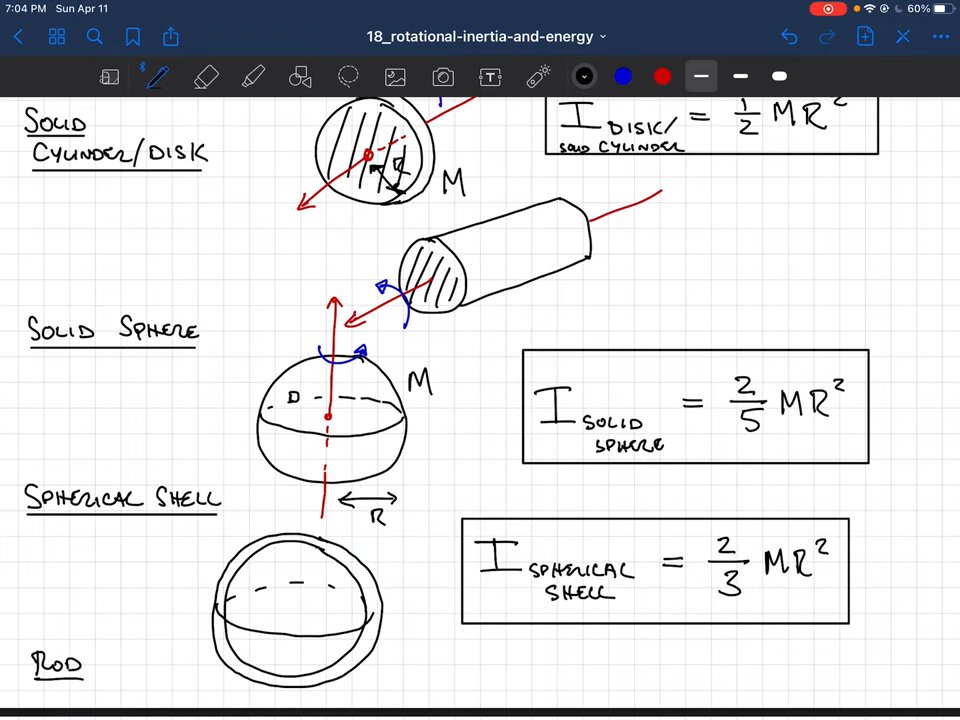 7:04 PM Sun Apr 11
60%
18_rotational-inertia-and-energy
T
SOLID
CYLINDER/DISK
R
M
I DISK/ SOLID CYLINDER = 1/2 MR²
SOLID SPHERE
M
R
I SOLID SPHERE = 2/5 MR²
SPHERICAL SHELL
I SPHERICAL SHELL = 2/3 MR²
ROD